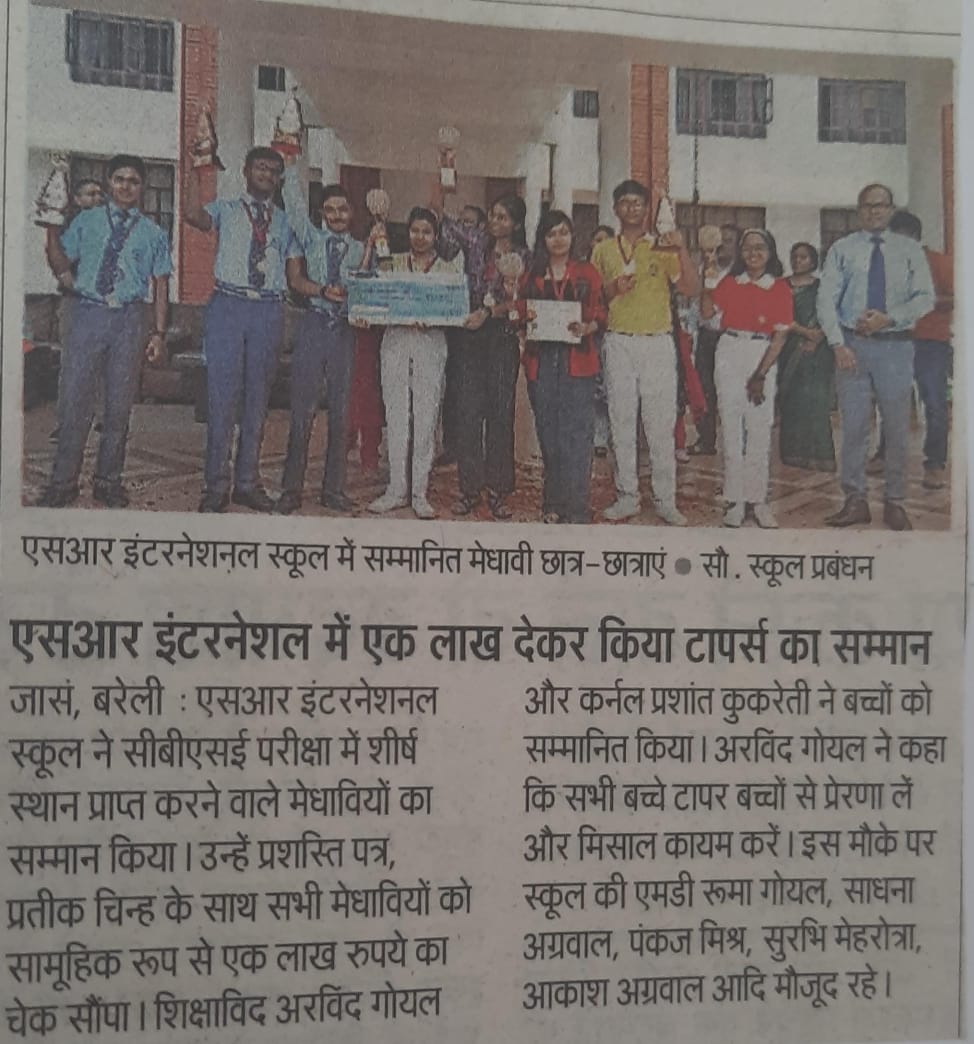 एसआर इंटरनेशनल स्कूल में सम्मानित मेधावी छात्र-छात्राएं ● सौ. स्कूल प्रबंधन
एसआर इंटरनेशल में एक लाख देकर किया टापर्स का सम्मान
जासं, बरेली : एसआर इंटरनेशनल
स्कूल ने सीबीएसई परीक्षा में शीर्ष
स्थान प्राप्त करने वाले मेधावियों का
सम्मान किया। उन्हें प्रशस्ति पत्र,
प्रतीक चिन्ह के साथ सभी मेधावियों को
सामूहिक रूप से एक लाख रुपये का
चेक सौंपा। शिक्षाविद अरविंद गोयल
और कर्नल प्रशांत कुकरेती ने बच्चों को
सम्मानित किया। अरविंद गोयल ने कहा
कि सभी बच्चे टापर बच्चों से प्रेरणा लें
और मिसाल कायम करें। इस मौके पर
स्कूल की एमडी रूमा गोयल, साधना
अग्रवाल, पंकज मिश्र, सुरभि मेहरोत्रा,
आकाश अग्रवाल आदि मौजूद रहे।